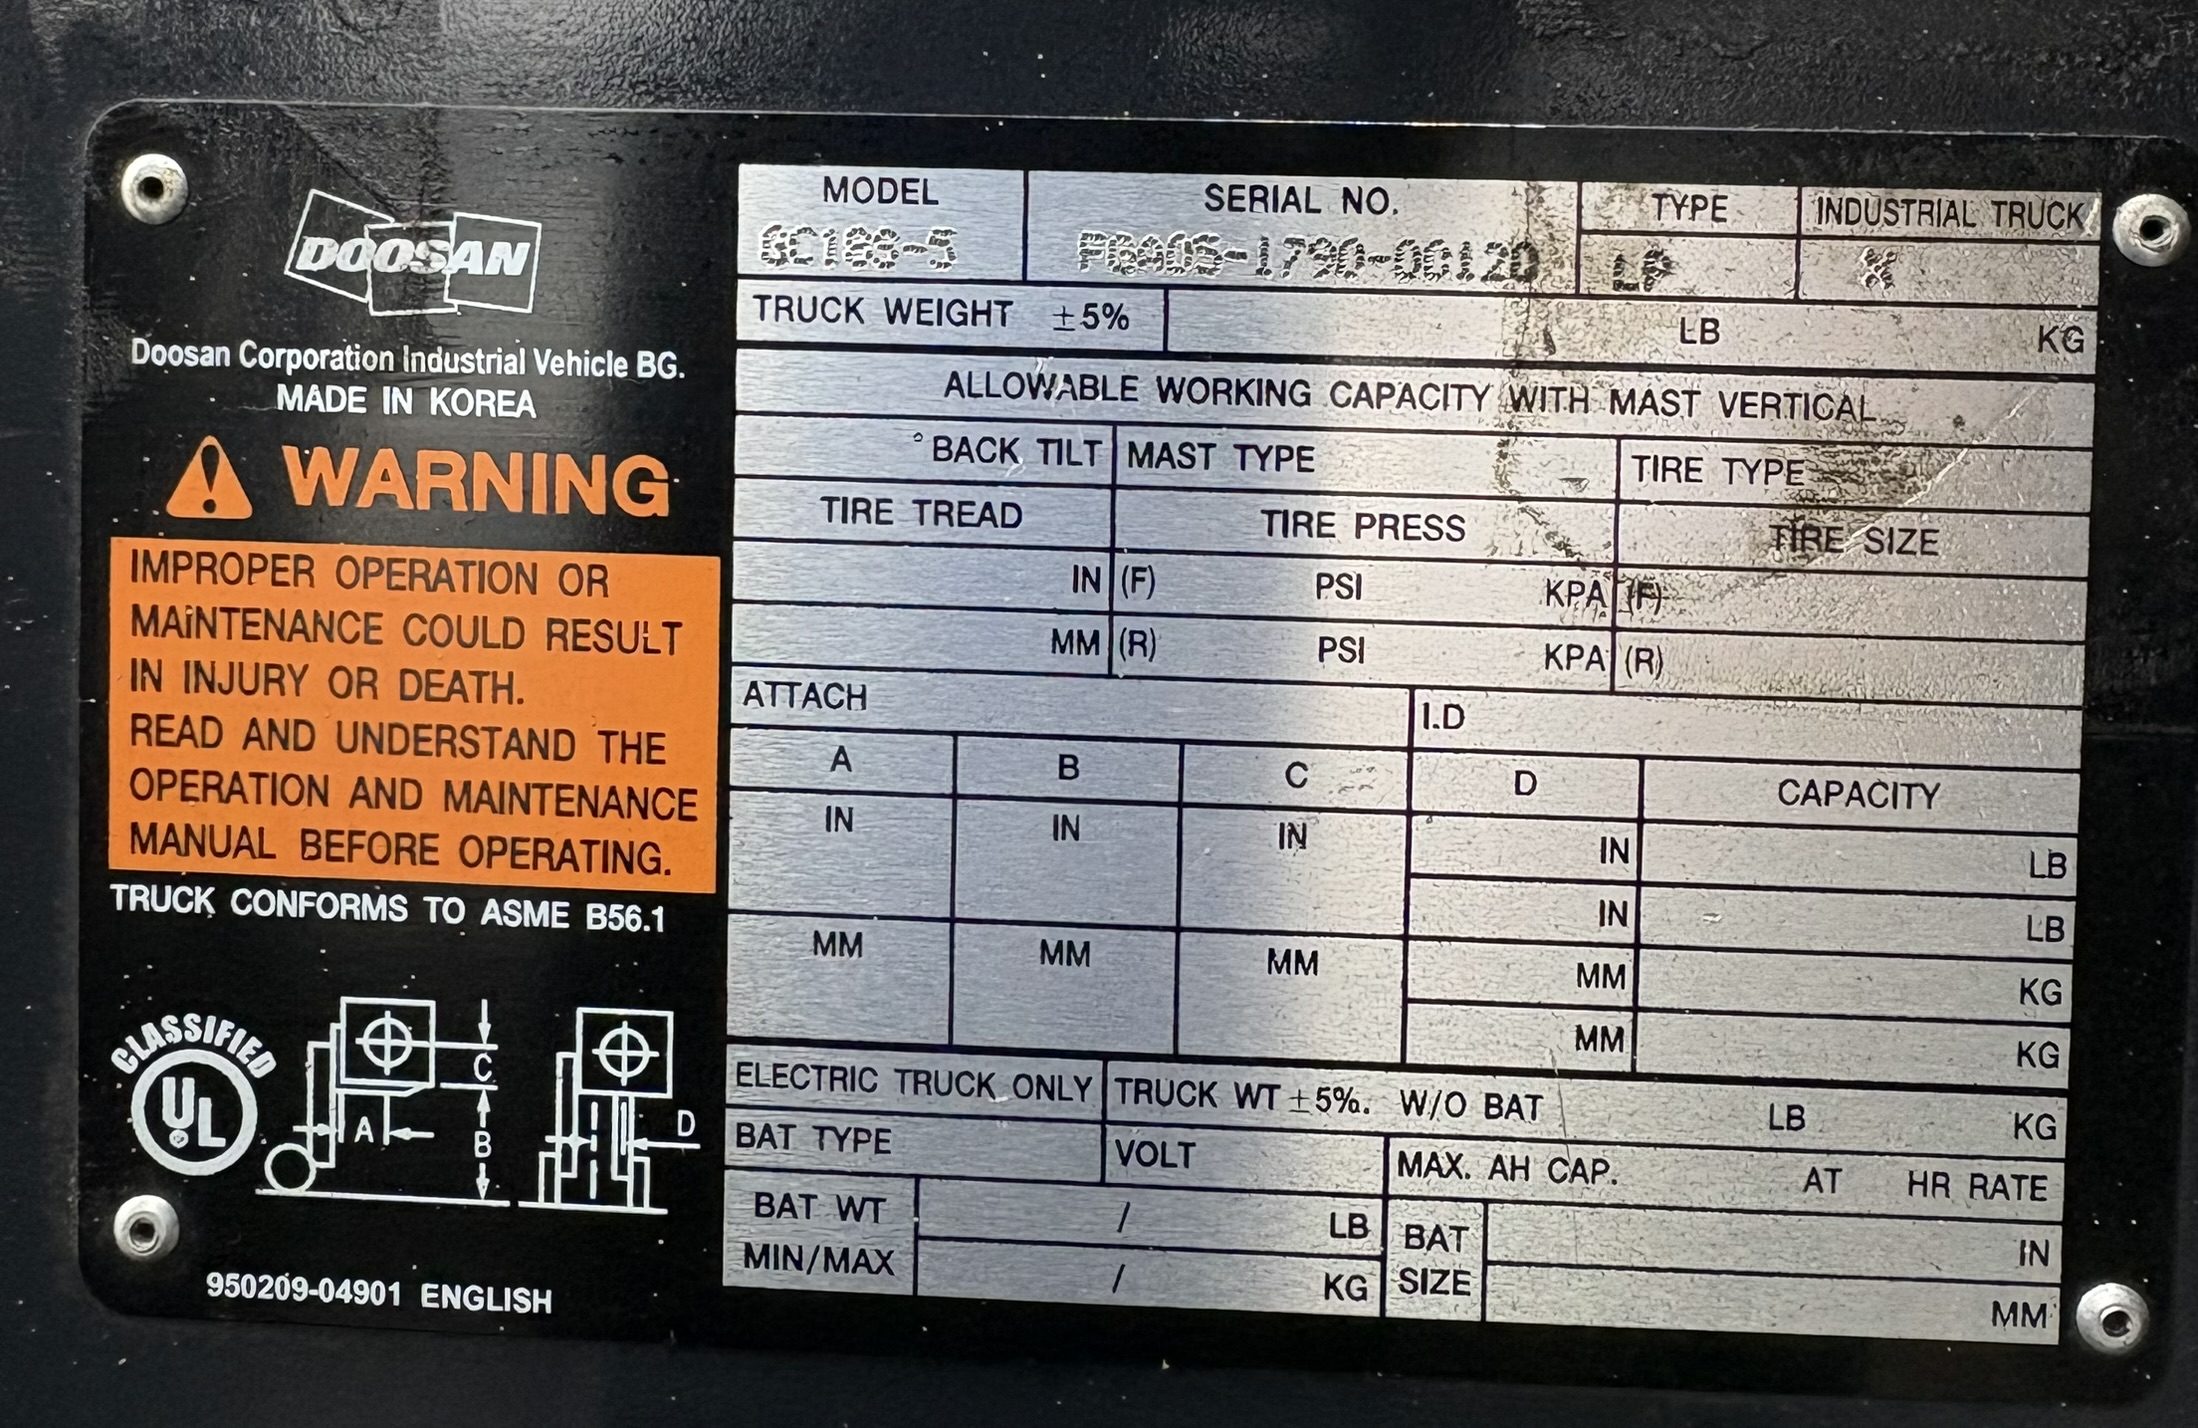 DOOSAN
Doosan Corporation Industrial Vehicle BG.
MADE IN KOREA
WARNING
IMPROPER OPERATION OR
MAINTENANCE COULD RESULT
IN INJURY OR DEATH.
READ AND UNDERSTAND THE
OPERATION AND MAINTENANCE
MANUAL BEFORE OPERATING.
TRUCK CONFORMS TO ASME B56.1
CLASSIFIED
UL
C
A
B
D
950209-04901 ENGLISH
MODEL SERIAL NO. TYPE INDUSTRIAL TRUCK
LP
TRUCK WEIGHT ±5% LB KG
ALLOWABLE WORKING CAPACITY WITH MAST VERTICAL
° BACK TILT MAST TYPE TIRE TYPE
TIRE TREAD TIRE PRESS TIRE SIZE
IN (F) PSI KPA (F)
MM (R) PSI KPA (R)
ATTACH I.D
A B C D CAPACITY
IN IN IN IN LB
IN LB
MM MM MM MM KG
MM KG
ELECTRIC TRUCK ONLY TRUCK WT ±5%. W/O BAT LB KG
BAT TYPE VOLT MAX. AH CAP. AT HR RATE
BAT WT / LB BAT IN
MIN/MAX / KG SIZE MM